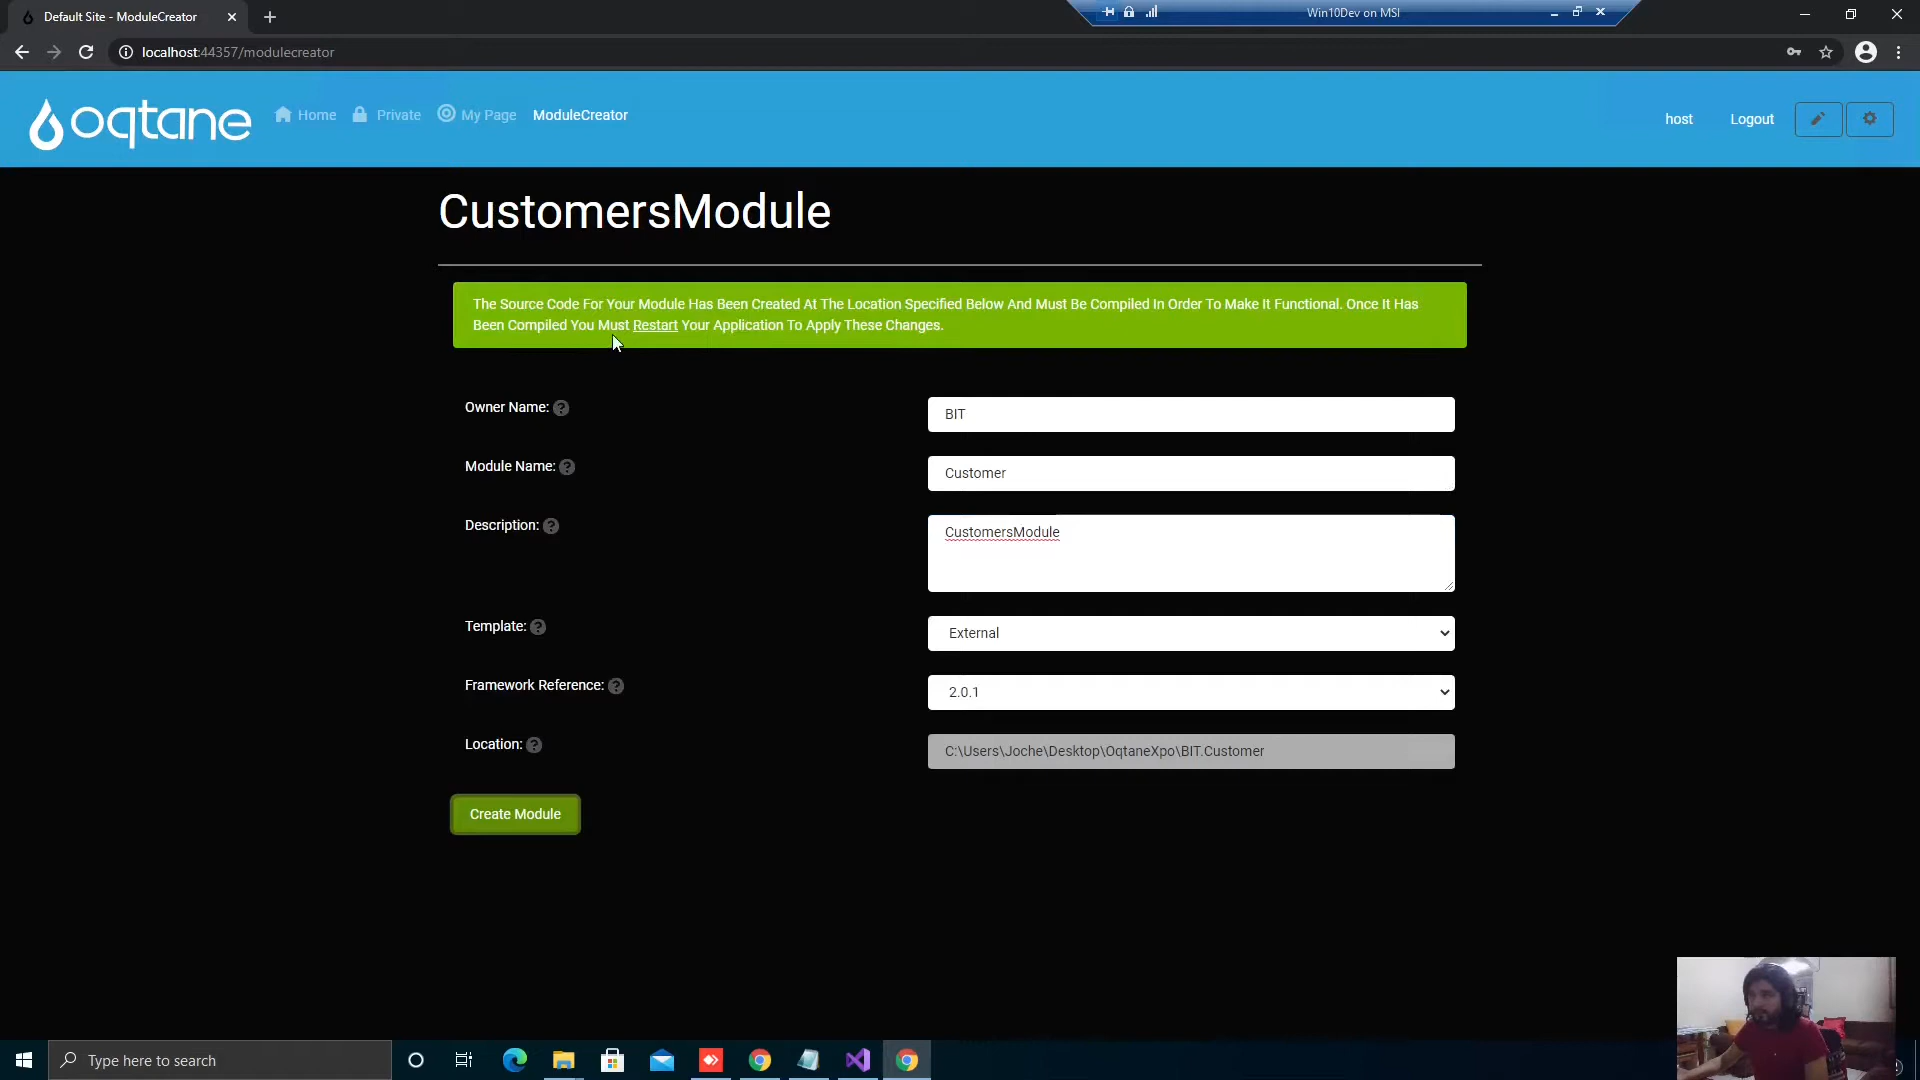 Default Site - ModuleCreator
Win10Dev on MSI
localhost:44357/modulecreator
oqtane
Home
Private
My Page
ModuleCreator
host
Logout
CustomersModule
The Source Code For Your Module Has Been Created At The Location Specified Below And Must Be Compiled In Order To Make It Functional. Once It Has
Been Compiled You Must Restart Your Application To Apply These Changes.
Owner Name:
BIT
Module Name:
Customer
Description:
CustomersModule
Template:
External
Framework Reference:
2.0.1
Location:
C:\Users\Joche\Desktop\OqtaneXpo\BIT.Customer
Create Module
Type here to search